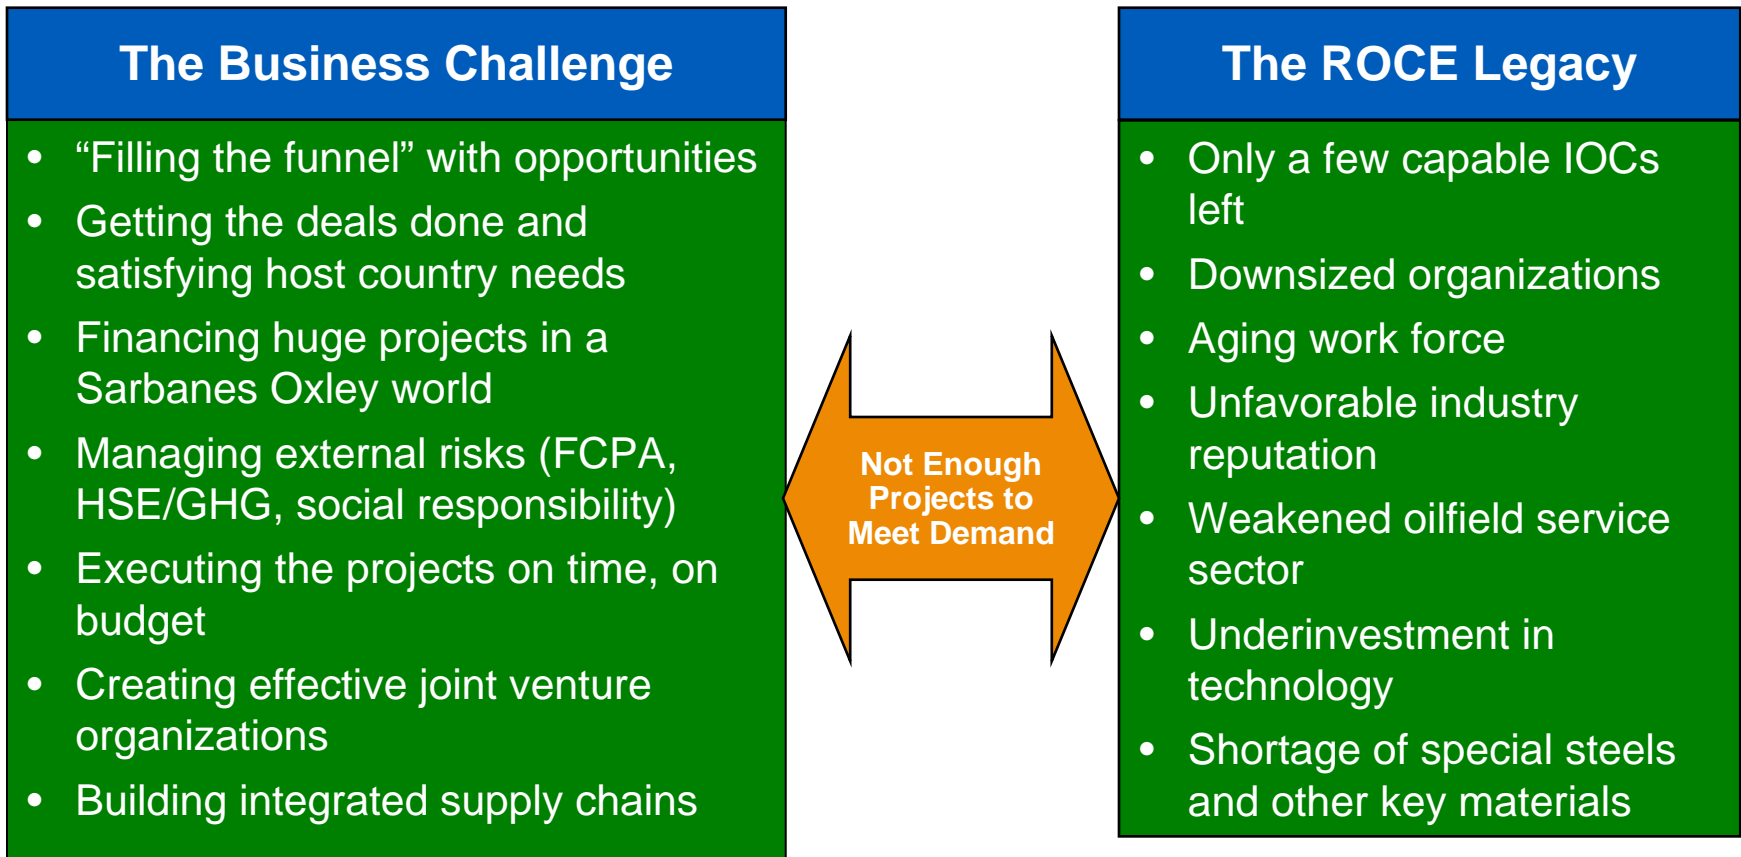 The Business Challenge
• “Filling the funnel” with opportunities
• Getting the deals done and
satisfying host country needs
• Financing huge projects in a
Sarbanes Oxley world
• Managing external risks (FCPA,
HSE/GHG, social responsibility)
• Executing the projects on time, on
budget
• Creating effective joint venture
organizations
• Building integrated supply chains
Not Enough
Projects to
Meet Demand
The ROCE Legacy
• Only a few capable IOCs
left
• Downsized organizations
• Aging work force
• Unfavorable industry
reputation
• Weakened oilfield service
sector
• Underinvestment in
technology
• Shortage of special steels
and other key materials